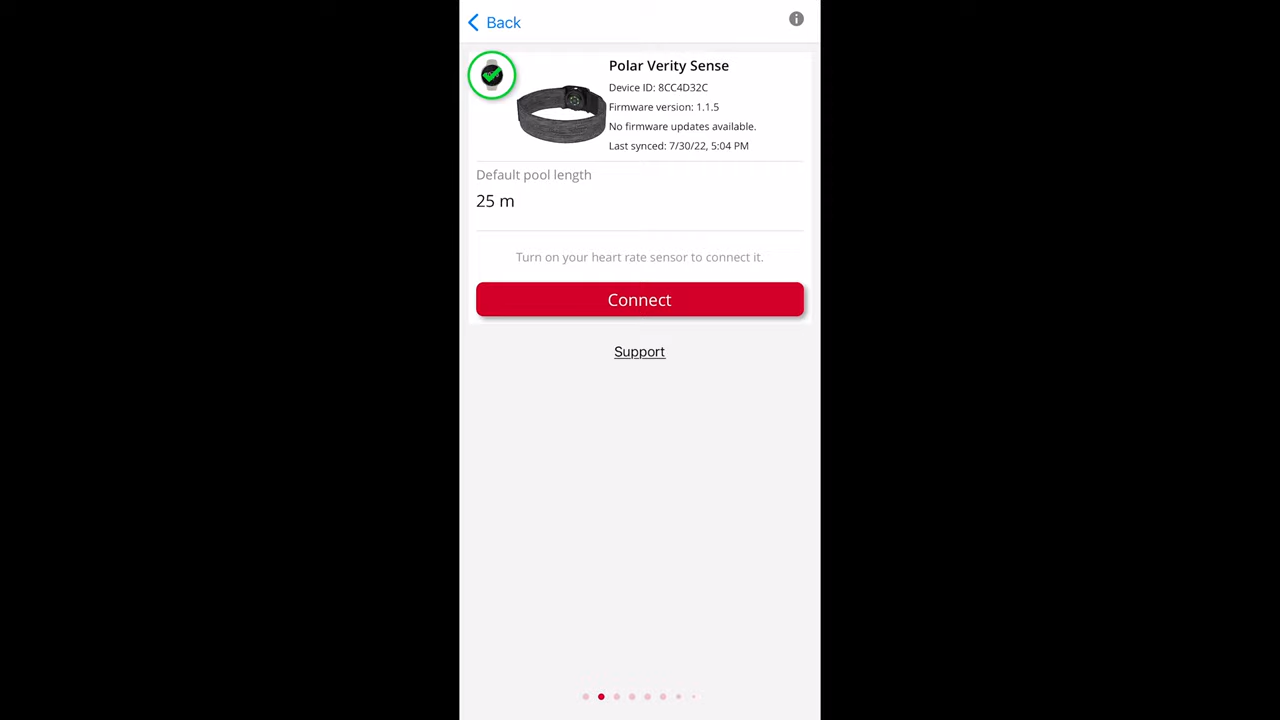 Back
Polar Verity Sense
Device ID: 8CC4D32C
Firmware version: 1.1.5
No firmware updates available.
Last synced: 7/30/22, 5:04 PM
Default pool length
25 m
Turn on your heart rate sensor to connect it.
Connect
Support